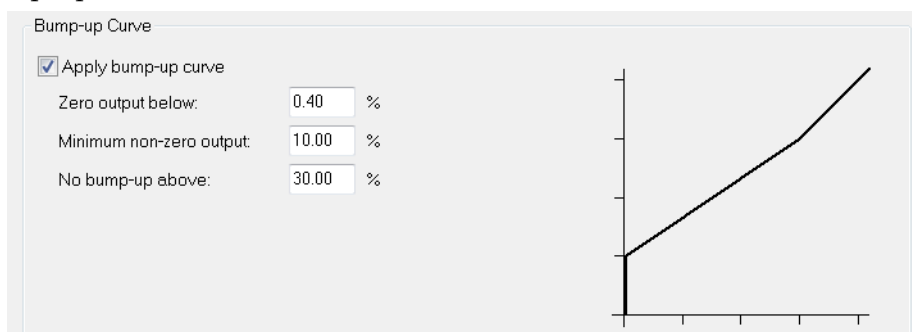 Bump-up Curve
Apply bump-up curve
Zero output below: 0.40 %
Minimum non-zero output: 10.00 %
No bump-up above: 30.00 %